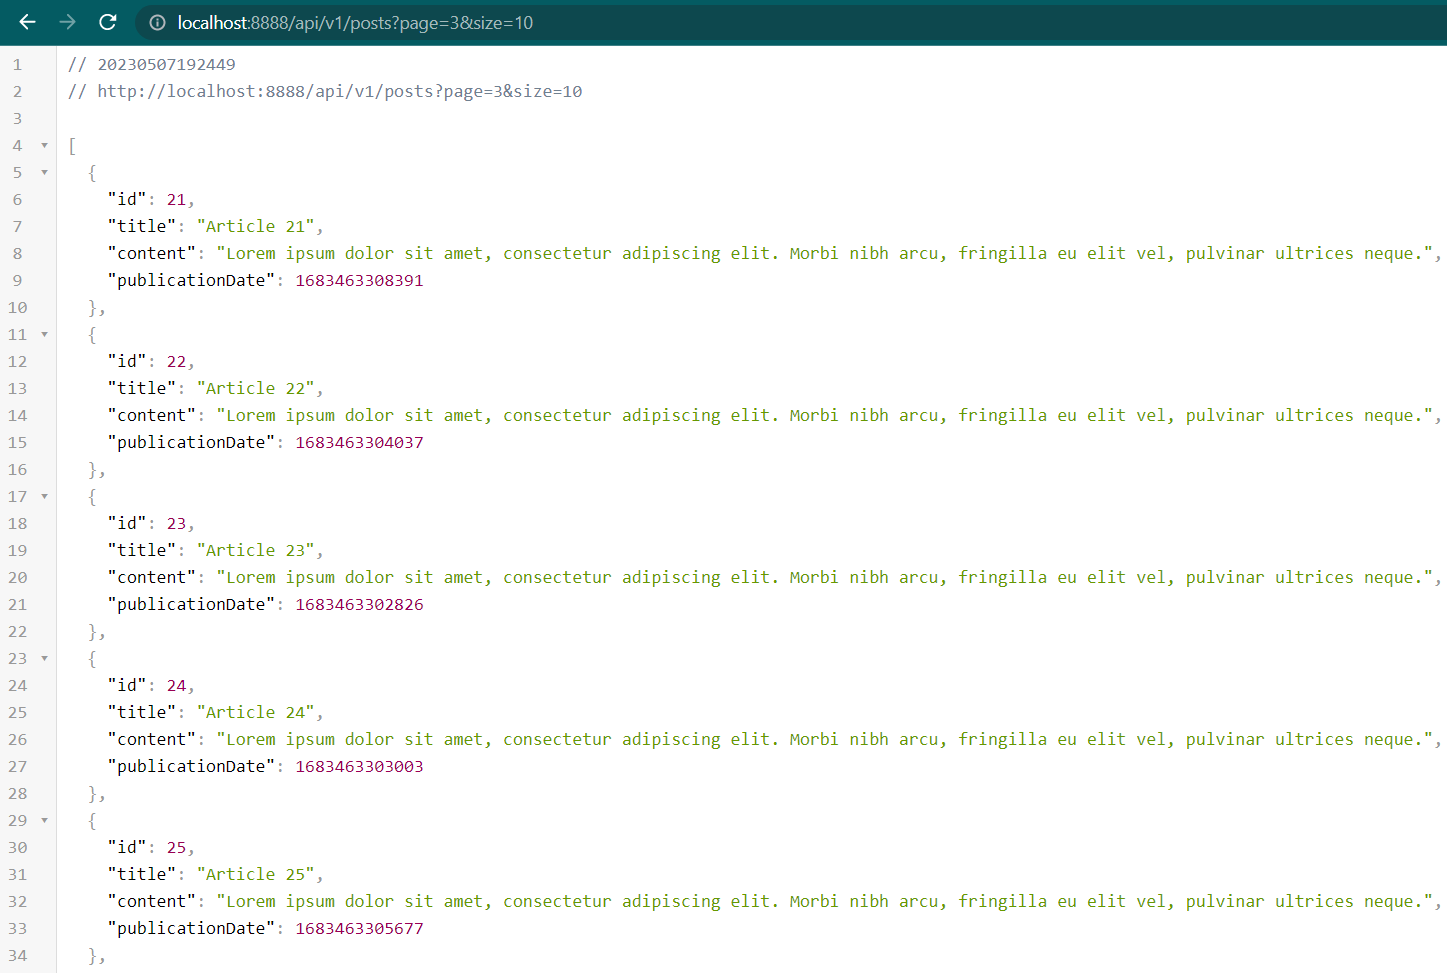 localhost:8888/api/v1/posts?page=3&size=10
1 // 20230507192449
2 // http://localhost:8888/api/v1/posts?page=3&size=10
3
4 [
5 {
6 "id": 21,
7 "title": "Article 21",
8 "content": "Lorem ipsum dolor sit amet, consectetur adipiscing elit. Morbi nibh arcu, fringilla eu elit vel, pulvinar ultrices neque.",
9 "publicationDate": 1683463308391
10 },
11 {
12 "id": 22,
13 "title": "Article 22",
14 "content": "Lorem ipsum dolor sit amet, consectetur adipiscing elit. Morbi nibh arcu, fringilla eu elit vel, pulvinar ultrices neque.",
15 "publicationDate": 1683463304037
16 },
17 {
18 "id": 23,
19 "title": "Article 23",
20 "content": "Lorem ipsum dolor sit amet, consectetur adipiscing elit. Morbi nibh arcu, fringilla eu elit vel, pulvinar ultrices neque.",
21 "publicationDate": 1683463302826
22 },
23 {
24 "id": 24,
25 "title": "Article 24",
26 "content": "Lorem ipsum dolor sit amet, consectetur adipiscing elit. Morbi nibh arcu, fringilla eu elit vel, pulvinar ultrices neque.",
27 "publicationDate": 1683463303003
28 },
29 {
30 "id": 25,
31 "title": "Article 25",
32 "content": "Lorem ipsum dolor sit amet, consectetur adipiscing elit. Morbi nibh arcu, fringilla eu elit vel, pulvinar ultrices neque.",
33 "publicationDate": 1683463305677
34 },